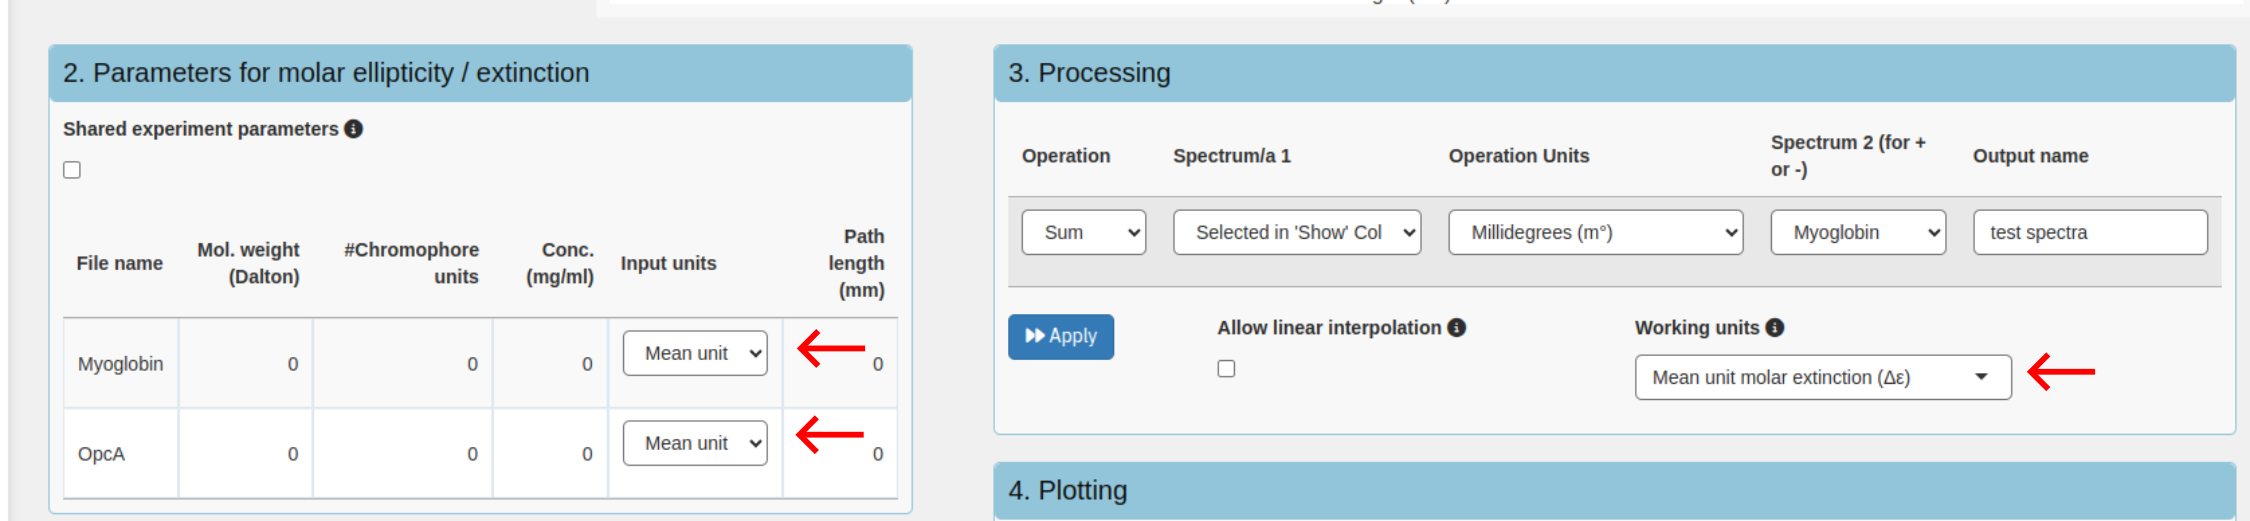 2. Parameters for molar ellipticity / extinction
Shared experiment parameters
File name
Mol. weight
(Dalton)
#Chromophore
units
Conc.
(mg/ml)
Input units
Path
length
(mm)
Myoglobin
0
0
0
Mean unit
0
OpcA
0
0
0
Mean unit
0
3. Processing
Operation
Spectrum/a 1
Operation Units
Spectrum 2 (for +
or -)
Output name
Sum
Selected in 'Show' Col
Millidegrees (m°)
Myoglobin
test spectra
Apply
Allow linear interpolation
Working units
Mean unit molar extinction (Δε)
4. Plotting